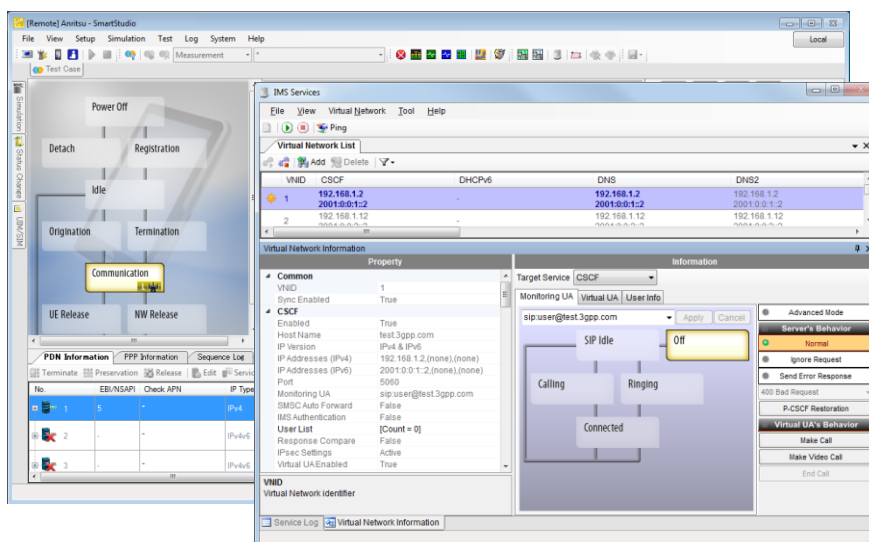 [Remote] Anritsu - SmartStudio
File View Setup Simulation Test Log System Help
Local
Measurement
Test Case
Simulation
Status Change
UBM/SIM
Power Off
Detach Registration
Idle
Origination Termination
Communication
UE Release NW Release
PDN Information PPP Information Sequence Log
Terminate Preservation Release Edit Servic
No. EBI/NSAPI Check APN IP Type
1 5 * IPv4
2 - - IPv4v6
3 - - IPv4v6
IMS Services
File View Virtual Network Tool Help
Ping
Virtual Network List
Add Delete
VNID CSCF DHCPv6 DNS DNS2
1 192.168.1.2 - 192.168.1.2 192.168.1.2
2001:0:0:1::2 2001:0:0:1::2 2001:0:0:1::2
2 192.168.1.12 - 192.168.1.12 192.168.1.12
Virtual Network Information
Property
Common
VNID 1
Sync Enabled True
CSCF
Enabled True
Host Name test.3gpp.com
IP Version IPv4 & IPv6
IP Addresses (IPv4) 192.168.1.2,(none),(none)
IP Addresses (IPv6) 2001:0:0:1::2,(none),(none)
Port 5060
Monitoring UA sip:user@test.3gpp.com
SMSC Auto Forward False
IMS Authentication False
User List [Count = 0]
Response Compare False
IPsec Settings Active
Virtual UA Enabled True
VNID
Virtual Network identifier
Information
Target Service CSCF
Monitoring UA Virtual UA User Info
sip:user@test.3gpp.com Apply Cancel
SIP Idle Off
Calling Ringing
Connected
Advanced Mode
Server's Behavior
Normal
Ignore Request
Send Error Response
400 Bad Request
P-CSCF Restoration
Virtual UA's Behavior
Make Call
Make Video Call
End Call
Service Log Virtual Network Information